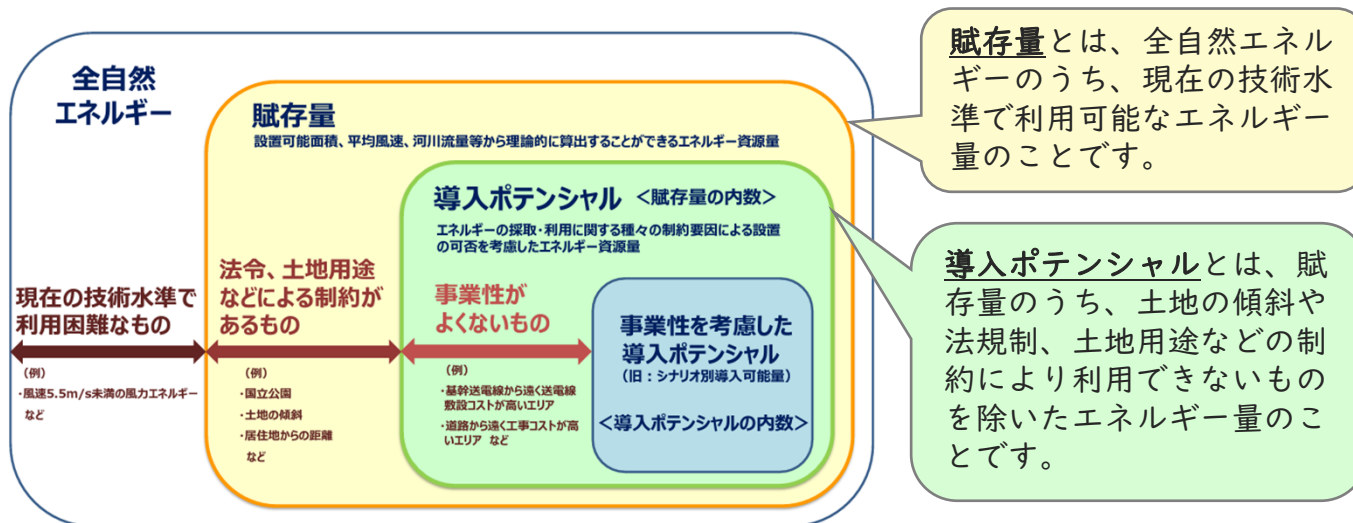 全自然
エネルギー
賦存量
設置可能面積、平均風速、河川流量等から理論的に算出することができるエネルギー資源量
導入ポテンシャル <賦存量の内数>
エネルギーの採取・利用に関する種々の制約要因による設置
の可否を考慮したエネルギー資源量
現在の技術水準で
利用困難なもの
(例)
・風速5.5m/s未満の風力エネルギー
など
法令、土地用途
などによる制約が
あるもの
(例)
・国立公園
・土地の傾斜
・居住地からの距離
など
事業性が
よくないもの
(例)
・基幹送電線から遠く送電線
敷設コストが高いエリア
・道路から遠く工事コストが高
いエリア など
事業性を考慮した
導入ポテンシャル
(旧:シナリオ別導入可能量)
<導入ポテンシャルの内数>
賦存量とは、全自然エネル
ギーのうち、現在の技術水
準で利用可能なエネルギー
量のことです。
導入ポテンシャルとは、賦
存量のうち、土地の傾斜や
法規制、土地用途などの制
約により利用できないもの
を除いたエネルギー量のこ
とです。